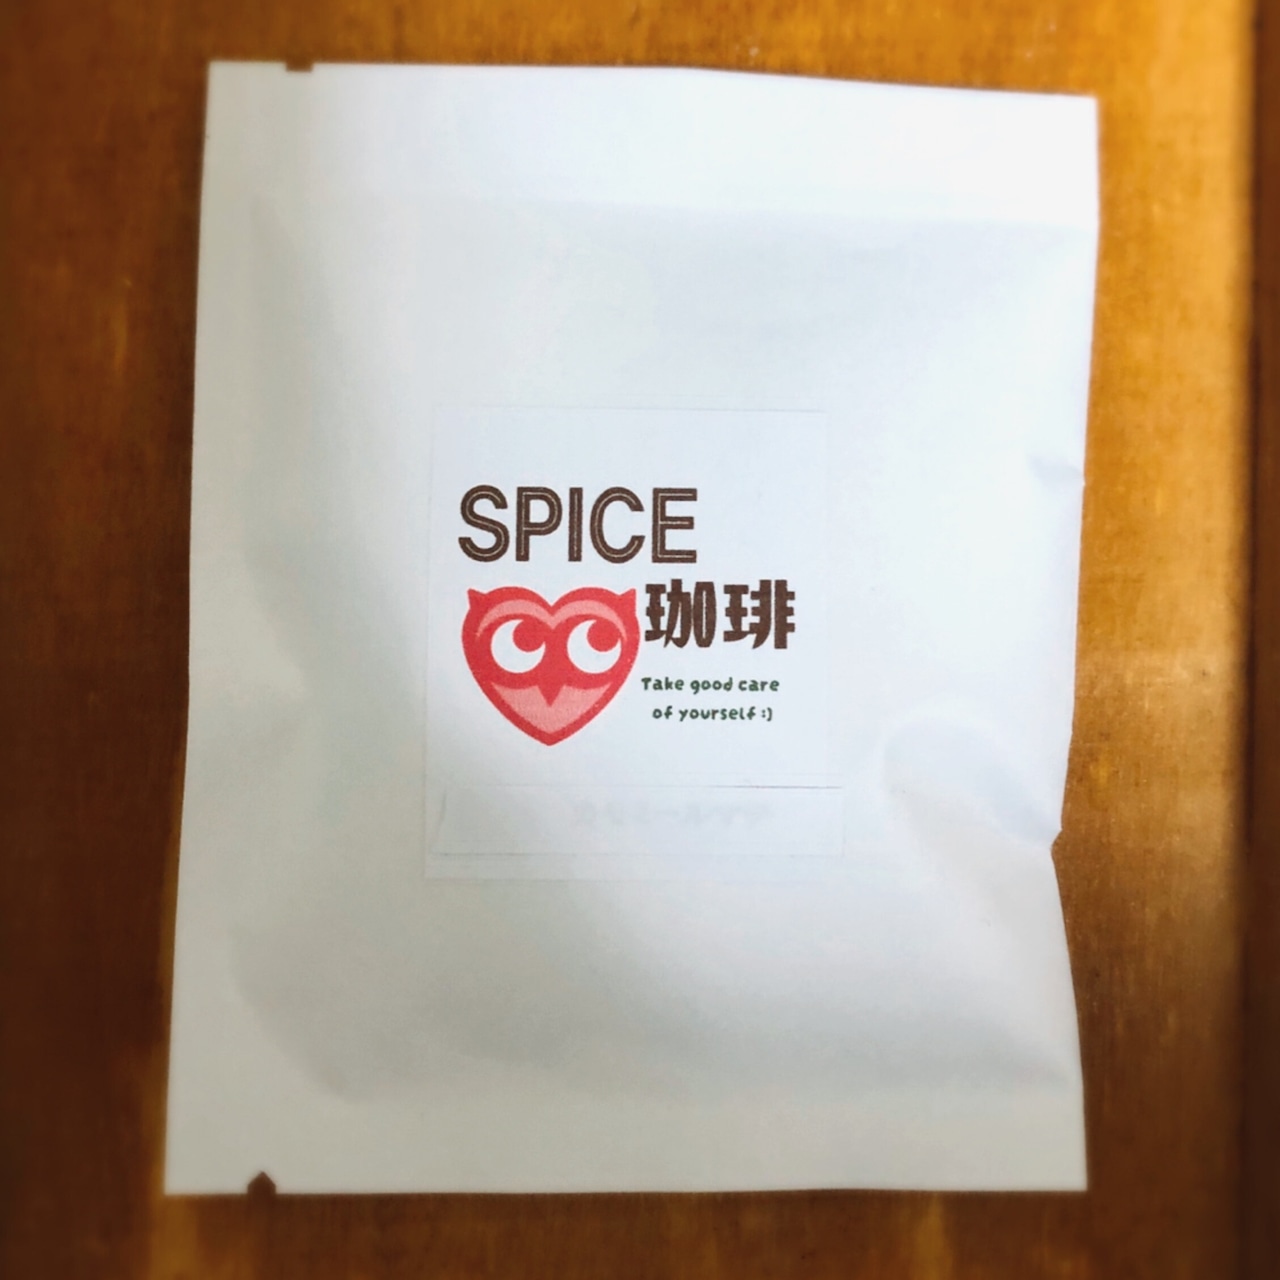 SPICE
珈琲
Take good care
of yourself :)